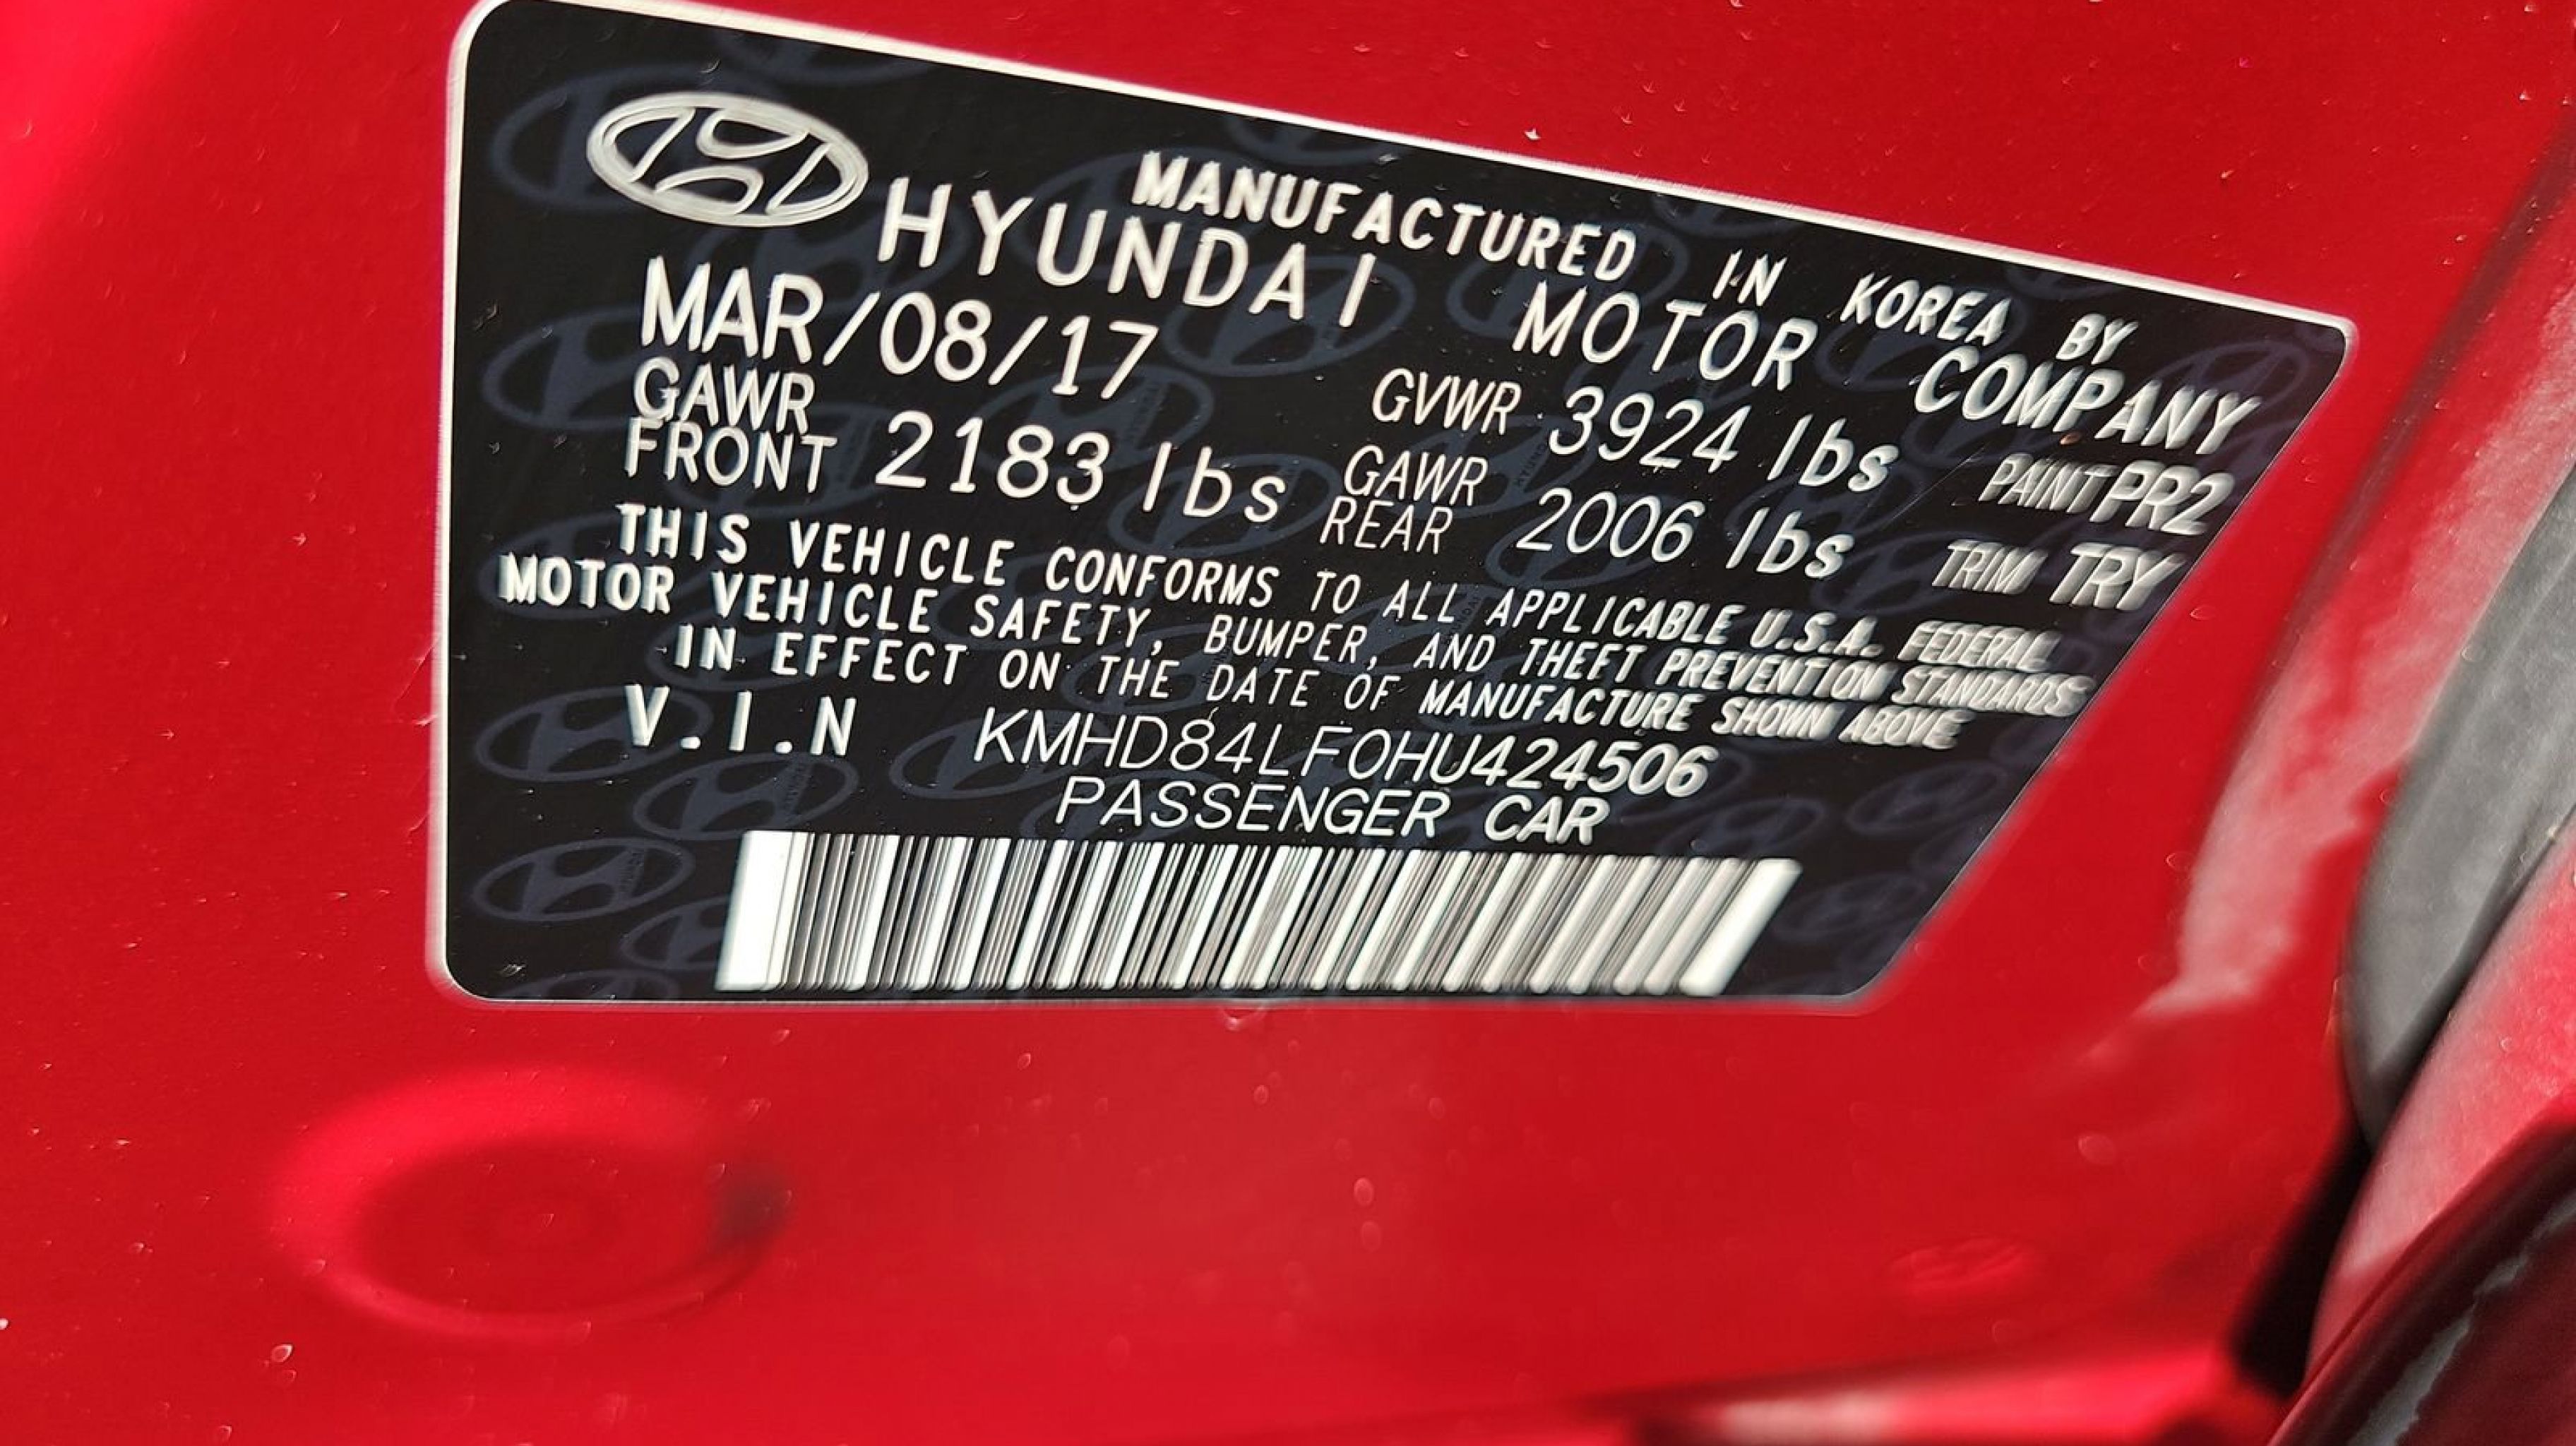 MANUFACTURED IN KOREA BY
HYUNDAI MOTOR COMPANY
MAR/08/17 GVWR 3924 lbs PAINT PR2
GAWR FRONT 2183 lbs GAWR REAR 2006 lbs TRIM TRY
THIS VEHICLE CONFORMS TO ALL APPLICABLE U.S.A. FEDERAL
MOTOR VEHICLE SAFETY, BUMPER, AND THEFT PREVENTION STANDARDS
IN EFFECT ON THE DATE OF MANUFACTURE SHOWN ABOVE
V.I.N KMHD84LF0HU424506
PASSENGER CAR